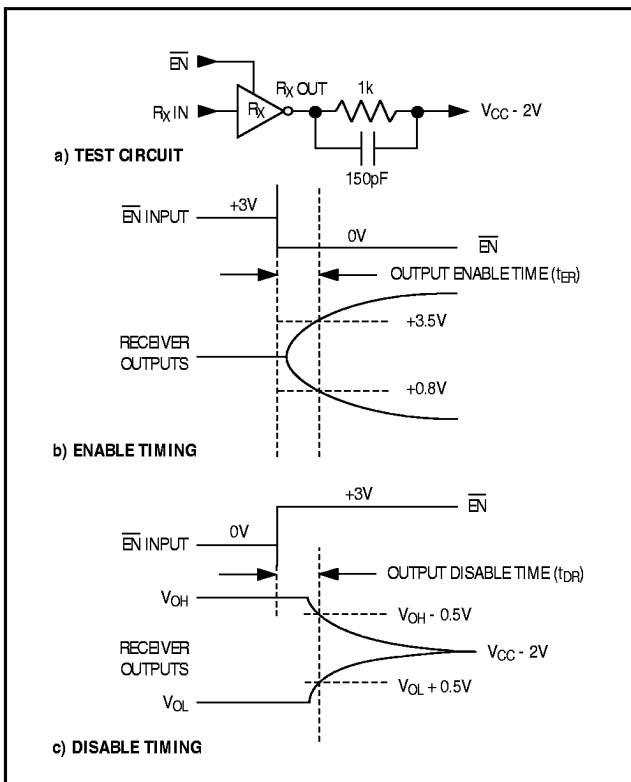 EN
RX OUT
1k
RX IN
RX
VCC - 2V
150pF
a) TEST CIRCUIT
+3V
EN INPUT
0V
EN
OUTPUT ENABLE TIME (tER)
+3.5V
RECEIVER
OUTPUTS
+0.8V
b) ENABLE TIMING
+3V
EN
0V
EN INPUT
OUTPUT DISABLE TIME (tDR)
VOH
VOH - 0.5V
RECEIVER
OUTPUTS
VCC - 2V
VOL + 0.5V
VOL
c) DISABLE TIMING